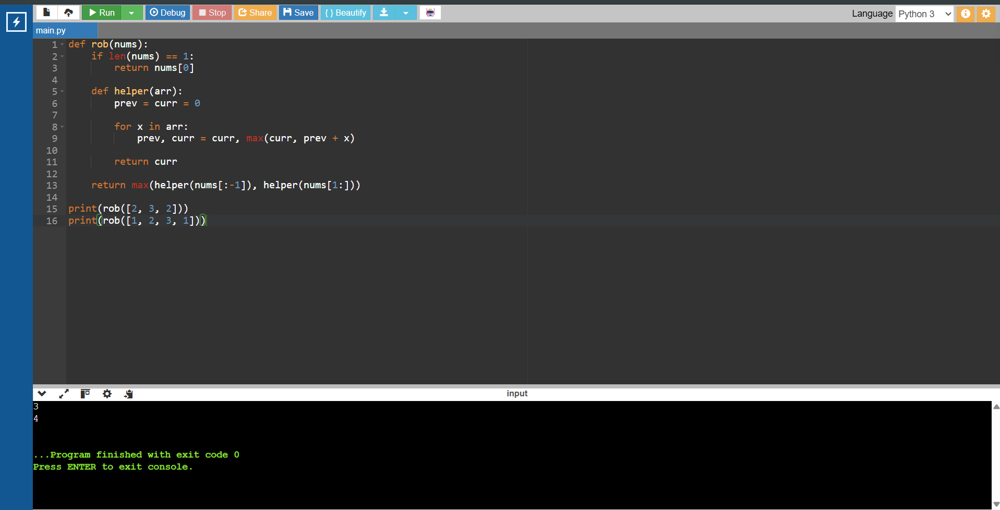 Run Debug Stop Share Save { } Beautify Language Python 3
main.py
1 def rob(nums):
2     if len(nums) == 1:
3         return nums[0]
4
5     def helper(arr):
6         prev = curr = 0
7
8         for x in arr:
9             prev, curr = curr, max(curr, prev + x)
10
11         return curr
12
13     return max(helper(nums[:-1]), helper(nums[1:]))
14
15 print(rob([2, 3, 2]))
16 print(rob([1, 2, 3, 1]))
input
3
4
...Program finished with exit code 0
Press ENTER to exit console.